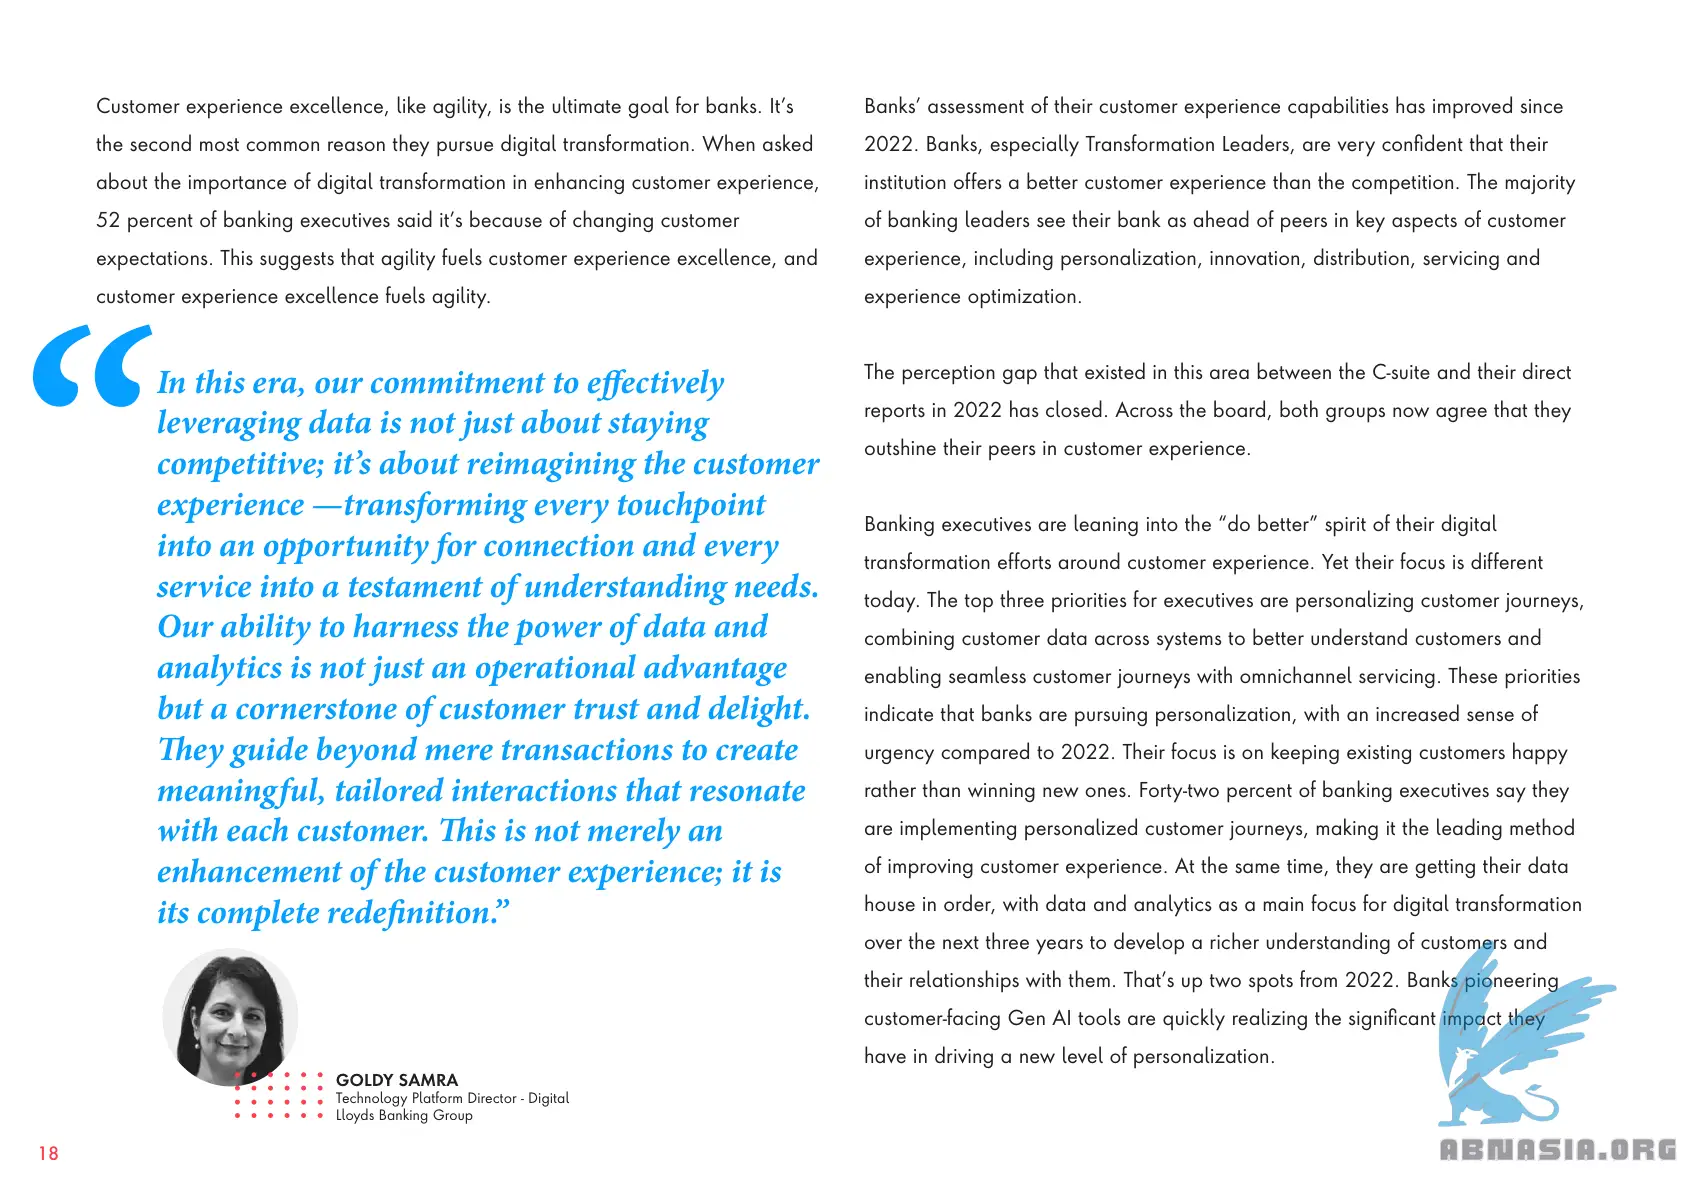 Customer experience excellence, like agility, is the ultimate goal for banks. It’s
the second most common reason they pursue digital transformation. When asked
about the importance of digital transformation in enhancing customer experience,
52 percent of banking executives said it’s because of changing customer
expectations. This suggests that agility fuels customer experience excellence, and
customer experience excellence fuels agility.
“
In this era, our commitment to effectively
leveraging data is not just about staying
competitive; it’s about reimagining the customer
experience —transforming every touchpoint
into an opportunity for connection and every
service into a testament of understanding needs.
Our ability to harness the power of data and
analytics is not just an operational advantage
but a cornerstone of customer trust and delight.
They guide beyond mere transactions to create
meaningful, tailored interactions that resonate
with each customer. This is not merely an
enhancement of the customer experience; it is
its complete redefinition.”
GOLDY SAMRA
Technology Platform Director - Digital
Lloyds Banking Group
18
Banks’ assessment of their customer experience capabilities has improved since
2022. Banks, especially Transformation Leaders, are very confident that their
institution offers a better customer experience than the competition. The majority
of banking leaders see their bank as ahead of peers in key aspects of customer
experience, including personalization, innovation, distribution, servicing and
experience optimization.
The perception gap that existed in this area between the C-suite and their direct
reports in 2022 has closed. Across the board, both groups now agree that they
outshine their peers in customer experience.
Banking executives are leaning into the “do better” spirit of their digital
transformation efforts around customer experience. Yet their focus is different
today. The top three priorities for executives are personalizing customer journeys,
combining customer data across systems to better understand customers and
enabling seamless customer journeys with omnichannel servicing. These priorities
indicate that banks are pursuing personalization, with an increased sense of
urgency compared to 2022. Their focus is on keeping existing customers happy
rather than winning new ones. Forty-two percent of banking executives say they
are implementing personalized customer journeys, making it the leading method
of improving customer experience. At the same time, they are getting their data
house in order, with data and analytics as a main focus for digital transformation
over the next three years to develop a richer understanding of customers and
their relationships with them. That’s up two spots from 2022. Banks pioneering
customer-facing Gen AI tools are quickly realizing the significant impact they
have in driving a new level of personalization.
ABNASIA.ORG